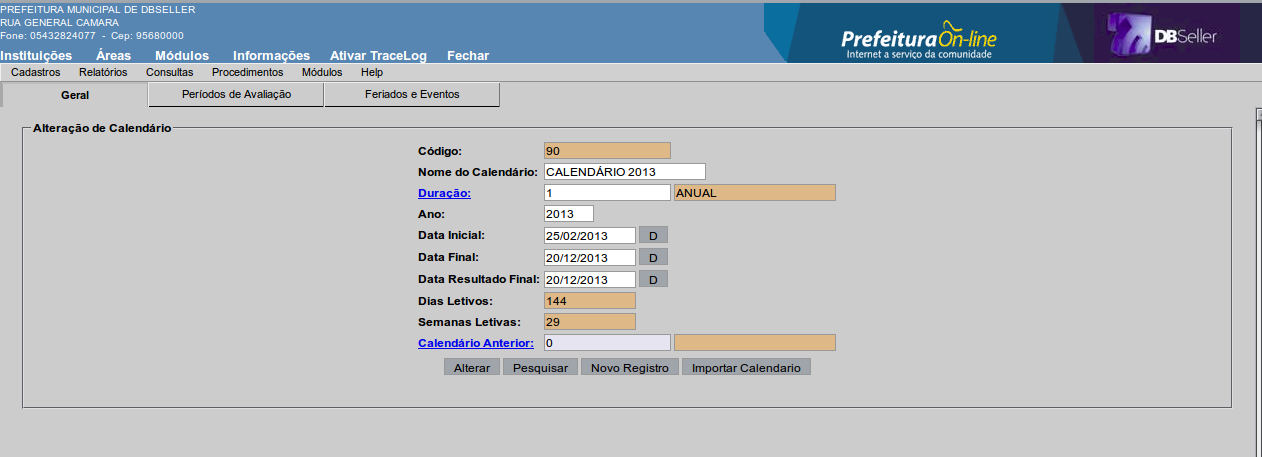 PREFEITURA MUNICIPAL DE DBSELLER
RUA GENERAL CAMARA
Fone: 05432824077 - Cep: 95680000
PrefeituraOn-line
Internet a serviço da comunidade
DBSeller
Instituições Áreas Módulos Informações Ativar TraceLog Fechar
Cadastros Relatórios Consultas Procedimentos Módulos Help
Geral Períodos de Avaliação Feriados e Eventos
Alteração de Calendário
Código: 90
Nome do Calendário: CALENDÁRIO 2013
Duração: 1 ANUAL
Ano: 2013
Data Inicial: 25/02/2013 D
Data Final: 20/12/2013 D
Data Resultado Final: 20/12/2013 D
Dias Letivos: 144
Semanas Letivas: 29
Calendário Anterior: 0
Alterar Pesquisar Novo Registro Importar Calendario